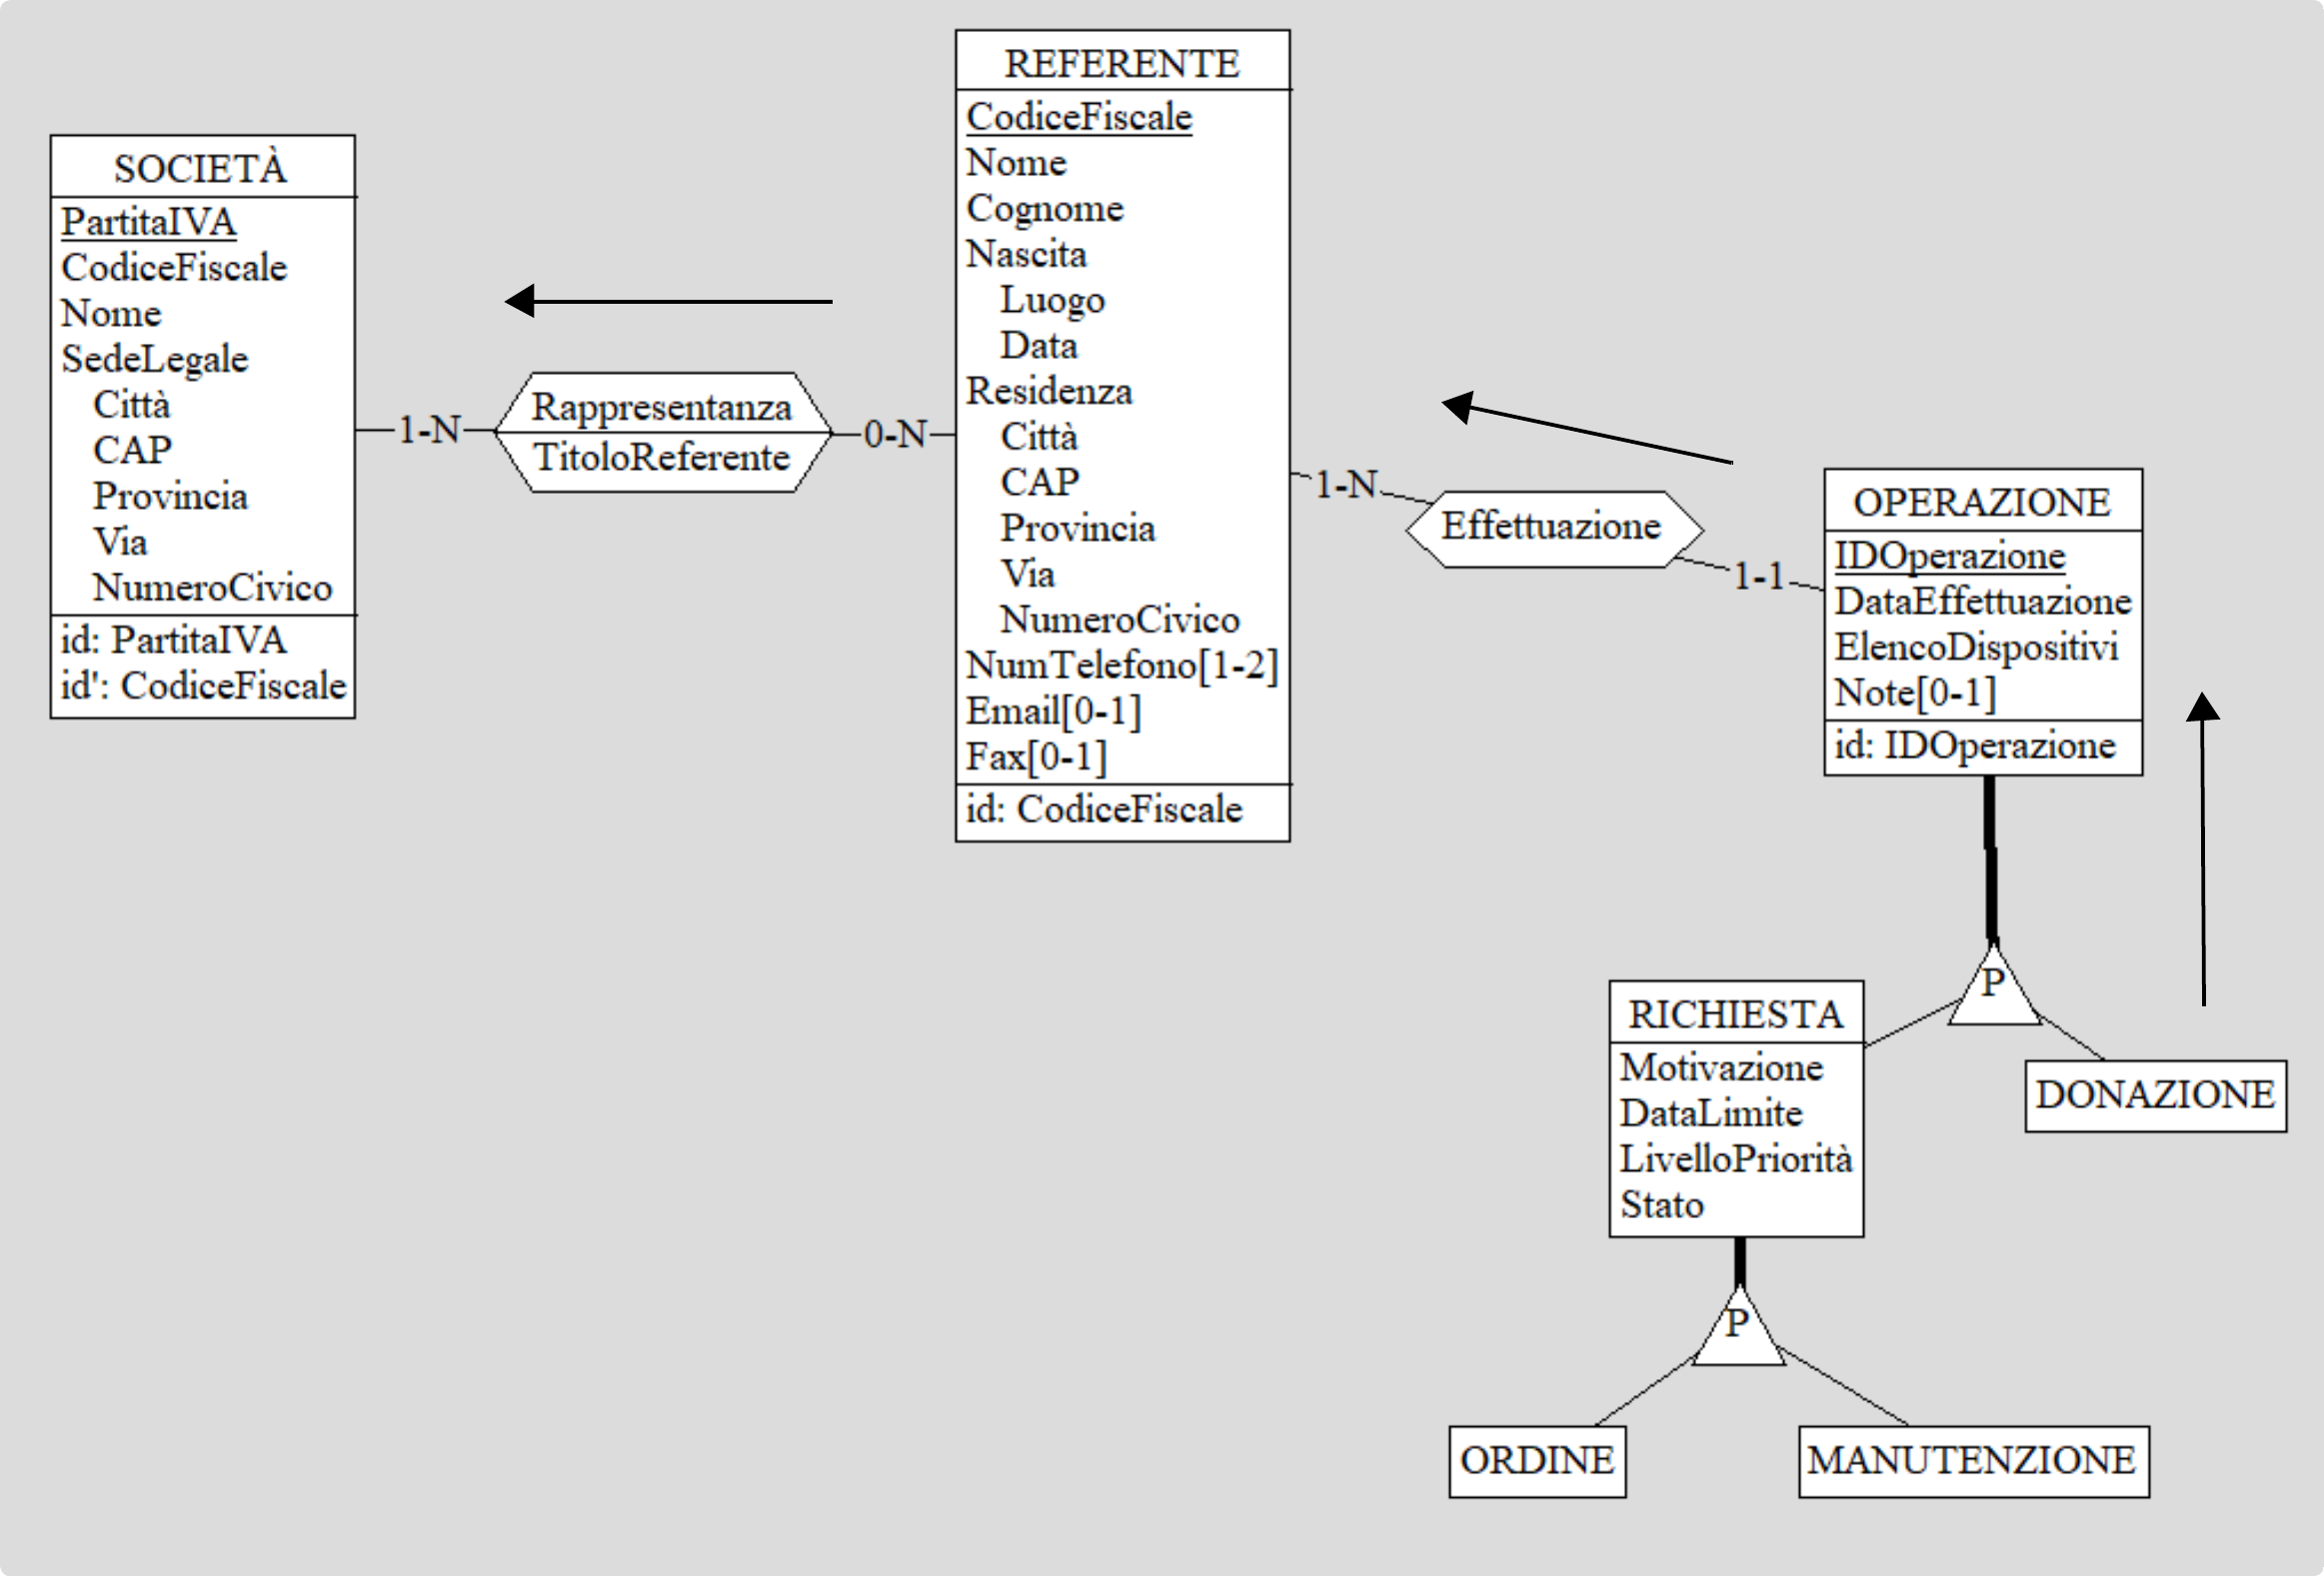 SOCIETÀ
PartitaIVA
CodiceFiscale
Nome
SedeLegale
Città
CAP
Provincia
Via
NumeroCivico
id: PartitaIVA
id': CodiceFiscale
1-N
Rappresentanza
TitoloReferente
0-N
REFERENTE
CodiceFiscale
Nome
Cognome
Nascita
Luogo
Data
Residenza
Città
CAP
Provincia
Via
NumeroCivico
NumTelefono[1-2]
Email[0-1]
Fax[0-1]
id: CodiceFiscale
1-N
Effettuazione
1-1
OPERAZIONE
IDOperazione
DataEffettuazione
ElencoDispositivi
Note[0-1]
id: IDOperazione
P
RICHIESTA
Motivazione
DataLimite
LivelloPriorità
Stato
DONAZIONE
P
ORDINE
MANUTENZIONE